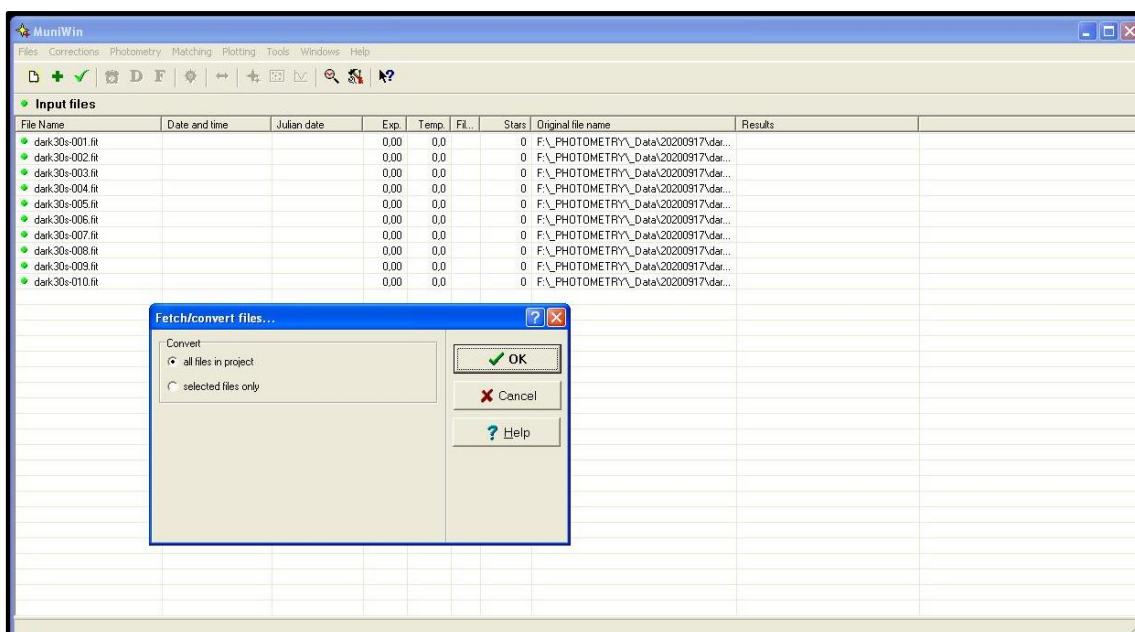 MuniWin
Files Corrections Photometry Matching Plotting Tools Windows Help
D F
Input files
File Name Date and time Julian date Exp. Temp. Fil... Stars Original file name Results
dark30s-001.fit 0,00 0,0 0 F:\_PHOTOMETRY\_Data\20200917\dar...
dark30s-002.fit 0,00 0,0 0 F:\_PHOTOMETRY\_Data\20200917\dar...
dark30s-003.fit 0,00 0,0 0 F:\_PHOTOMETRY\_Data\20200917\dar...
dark30s-004.fit 0,00 0,0 0 F:\_PHOTOMETRY\_Data\20200917\dar...
dark30s-005.fit 0,00 0,0 0 F:\_PHOTOMETRY\_Data\20200917\dar...
dark30s-006.fit 0,00 0,0 0 F:\_PHOTOMETRY\_Data\20200917\dar...
dark30s-007.fit 0,00 0,0 0 F:\_PHOTOMETRY\_Data\20200917\dar...
dark30s-008.fit 0,00 0,0 0 F:\_PHOTOMETRY\_Data\20200917\dar...
dark30s-009.fit 0,00 0,0 0 F:\_PHOTOMETRY\_Data\20200917\dar...
dark30s-010.fit 0,00 0,0 0 F:\_PHOTOMETRY\_Data\20200917\dar...
Fetch/convert files...
Convert
all files in project
selected files only
OK
Cancel
Help